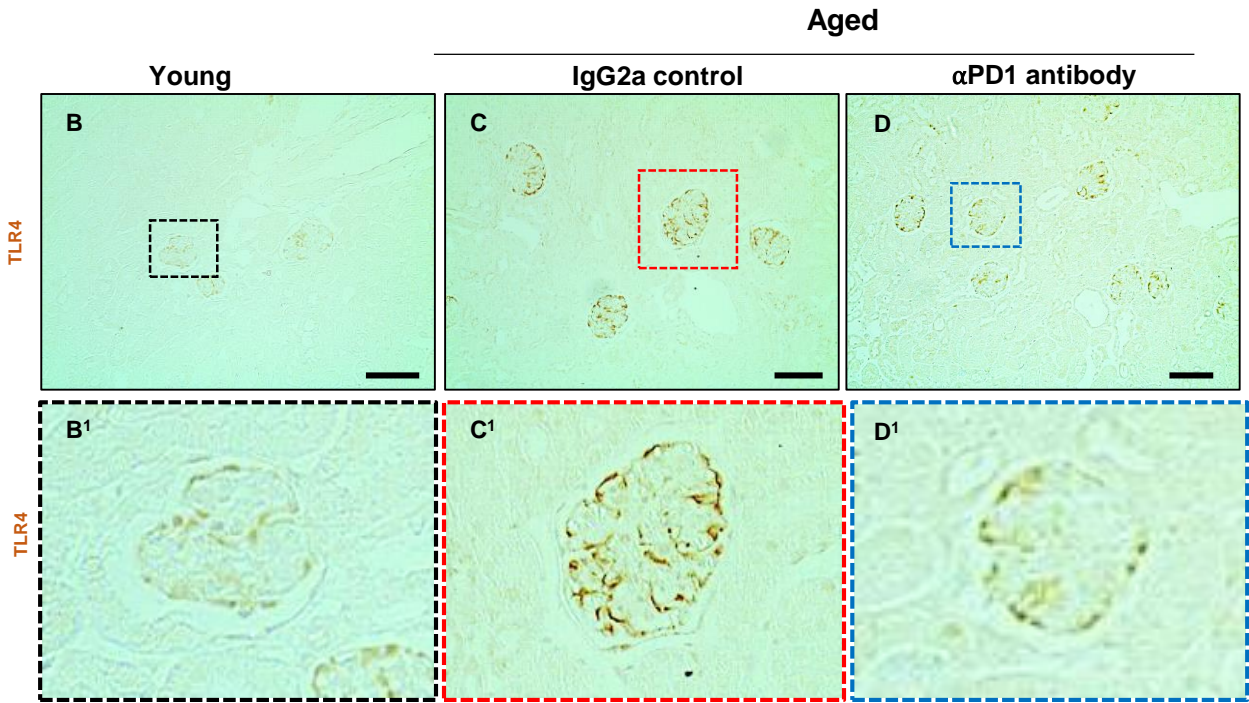 Aged
Young
IgG2a control
αPD1 antibody
B
C
D
TLR4
B¹
C¹
D¹
TLR4